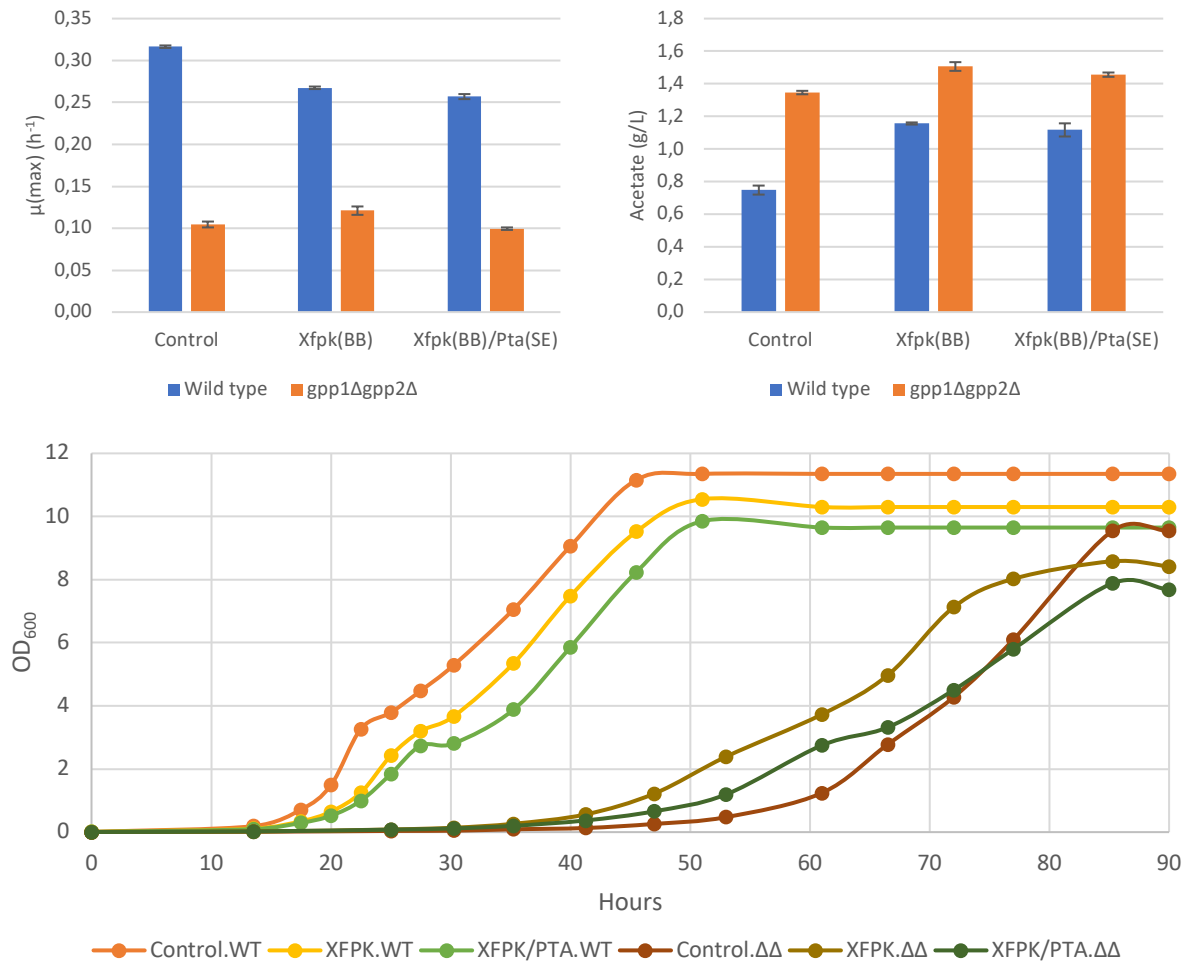 0,35
0,30
0,25
0,20
0,15
0,10
0,05
0,00
μ(max) (h⁻¹)
Control Xfpk(BB) Xfpk(BB)/Pta(SE)
Wild type gpp1Δgpp2Δ
1,8
1,6
1,4
1,2
1,0
0,8
0,6
0,4
0,2
0,0
Acetate (g/L)
Control Xfpk(BB) Xfpk(BB)/Pta(SE)
Wild type gpp1Δgpp2Δ
12
10
8
6
4
2
0
OD₆₀₀
0 10 20 30 40 50 60 70 80 90
Hours
Control.WT XFPK.WT XFPK/PTA.WT Control.ΔΔ XFPK.ΔΔ XFPK/PTA.ΔΔ